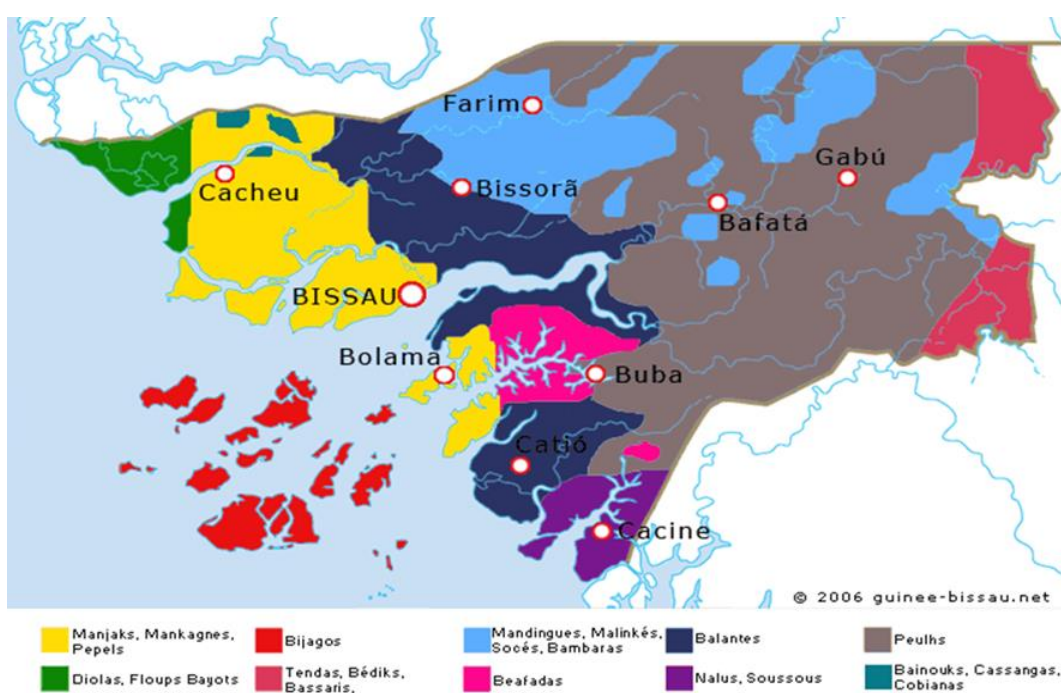 Farim
Gabú
Cacheu
Bissorã
Bafatá
BISSAU
Bolama
Buba
Catió
Cacine
© 2006 guinee-bissau.net
Manjaks, Mankagnes,
Pepels
Bijagos
Mandingues, Malinkés,
Socés, Bambaras
Balantes
Peulhs
Diolas, Floups Bayots
Tendas, Bédiks,
Bassaris,
Beafadas
Nalus, Soussous
Bainouks, Cassangas,
Cobianas